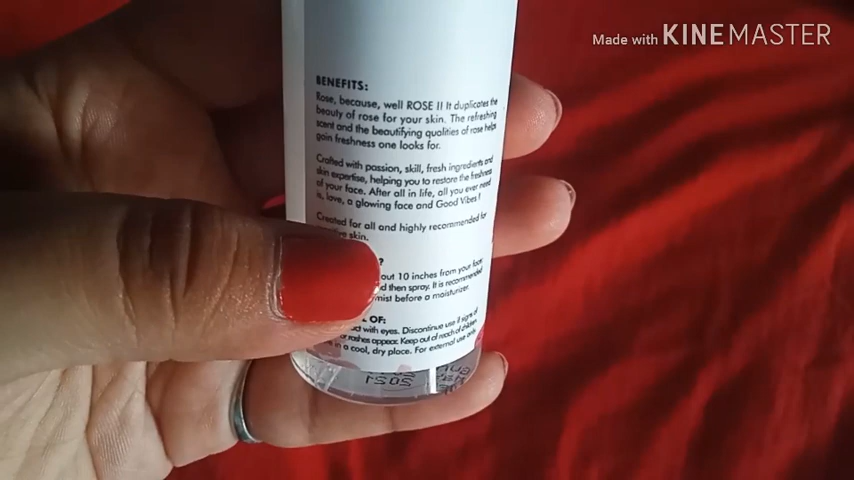 Made with KINEMASTER
BENEFITS:
Rose, because, well ROSE !! It duplicates the
beauty of rose for your skin. The refreshing
scent and the beautifying qualities of rose helps
gain freshness one looks for.
Crafted with passion, skill, fresh ingredients and
skin expertise, helping you to restore the freshness
of your face. After all in life, all you ever need
is, love, a glowing face and Good Vibes !
Created for all and highly recommended for
skin.
?
out 10 inches from your face
d then spray. It is recommended
mist before a moisturizer.
OF:
with eyes. Discontinue use if signs of
rashes appear. Keep out of reach of children.
in a cool, dry place. For external use only.
2021